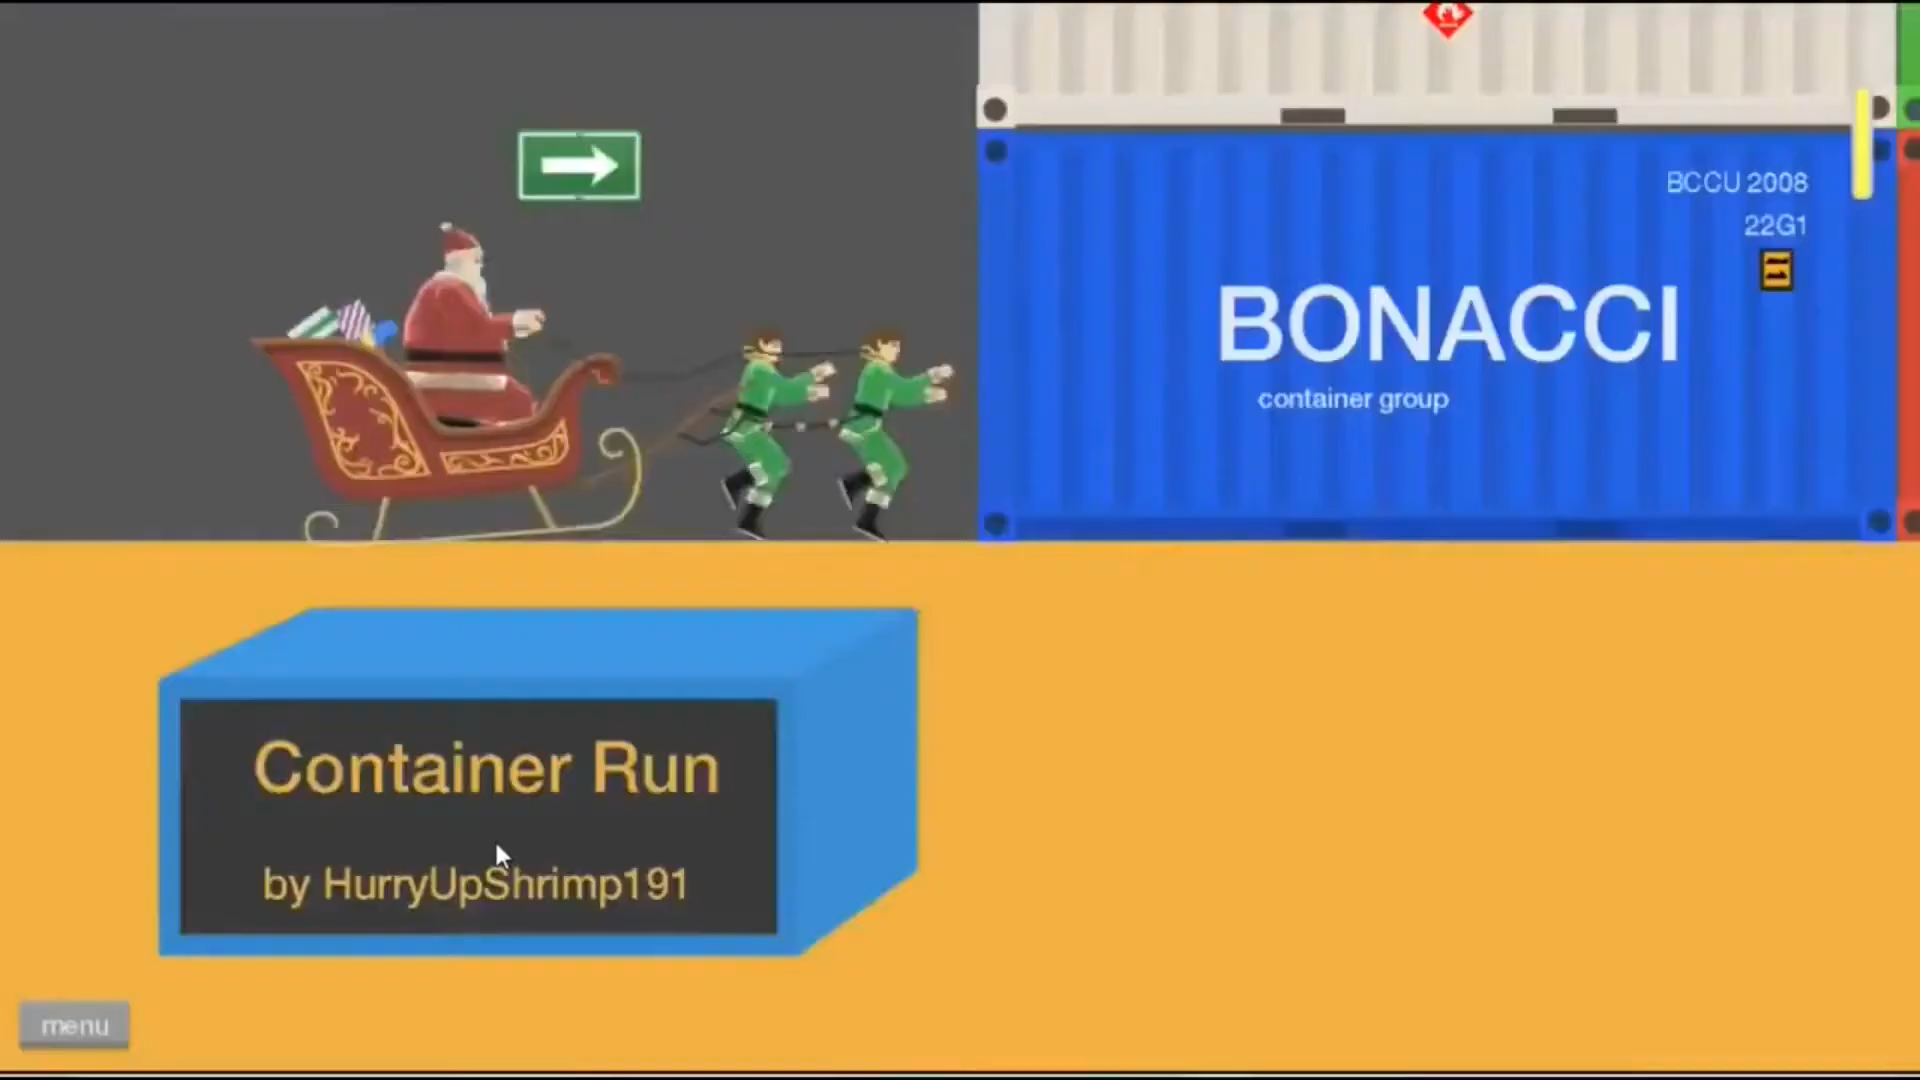 BCCU 2008
22G1
BONACCI
container group
Container Run
by HurryUpShrimp191
menu